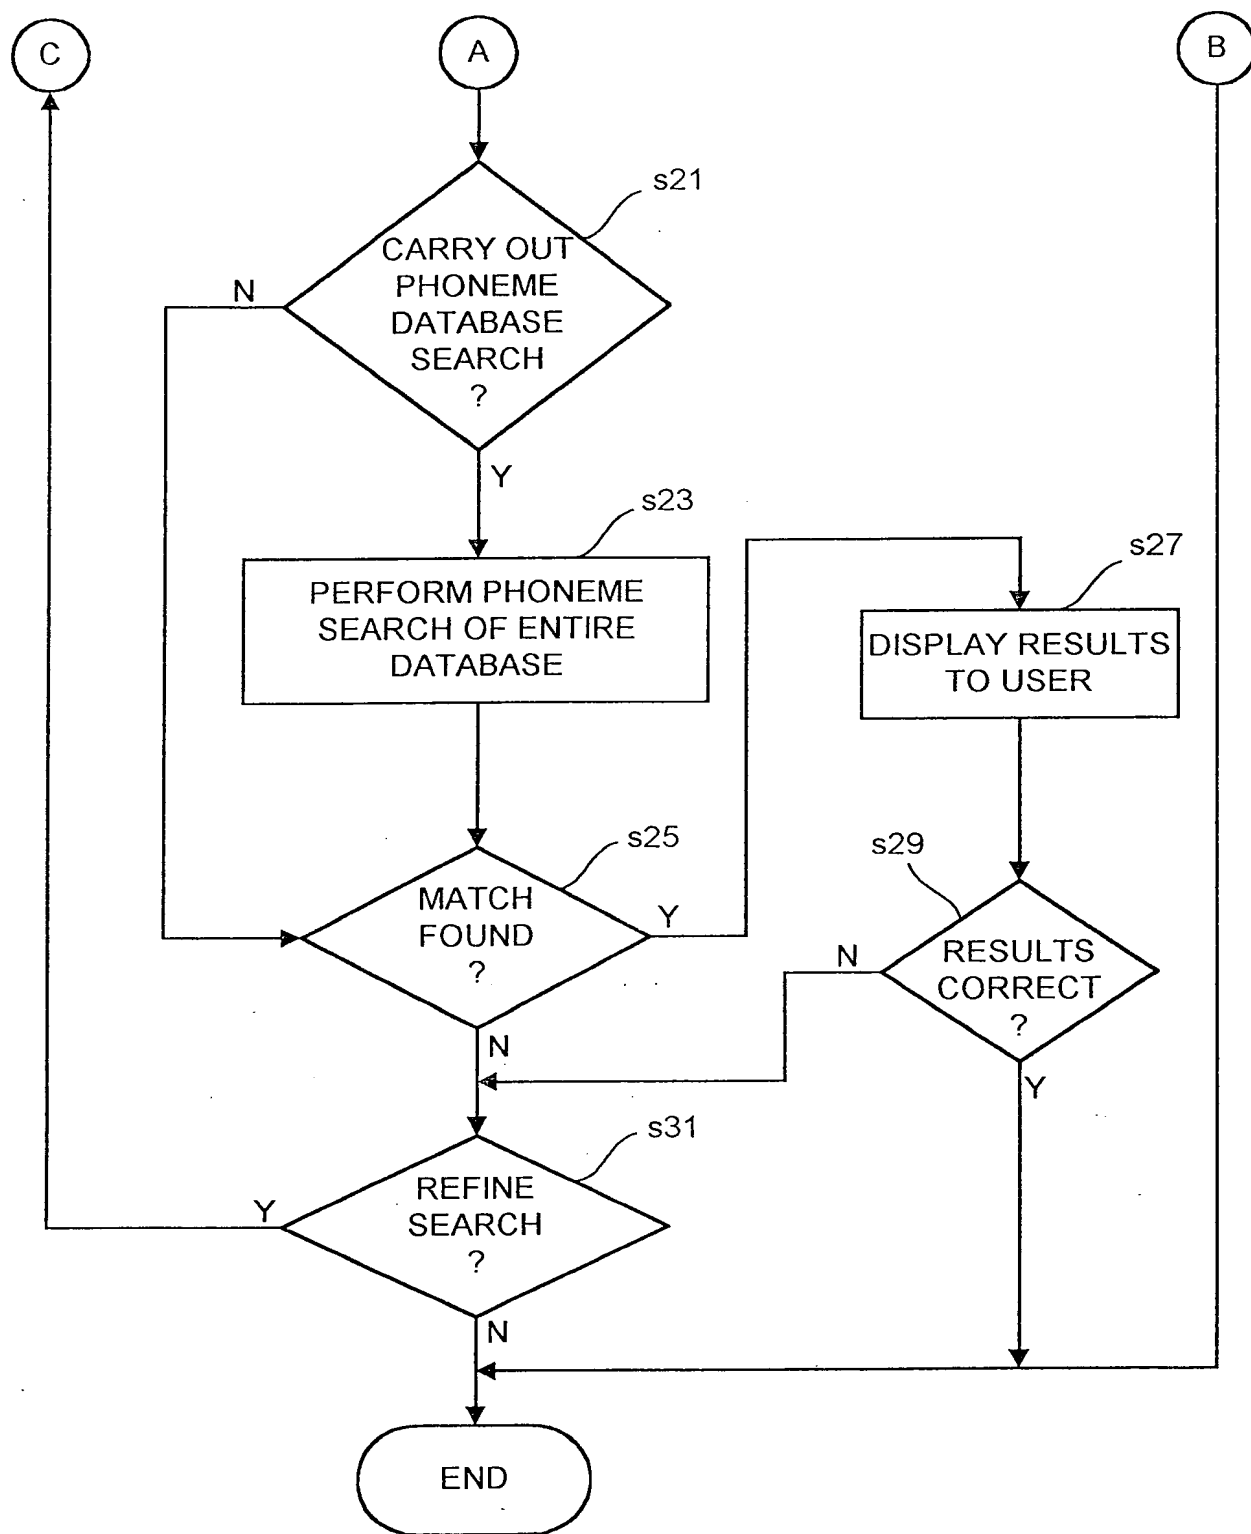 C
A
B
s21
CARRY OUT
PHONEME
DATABASE
SEARCH
?
N
Y
s23
PERFORM PHONEME
SEARCH OF ENTIRE
DATABASE
s27
DISPLAY RESULTS
TO USER
s25
MATCH
FOUND
?
Y
N
s29
RESULTS
CORRECT
?
N
Y
s31
REFINE
SEARCH
?
Y
N
END